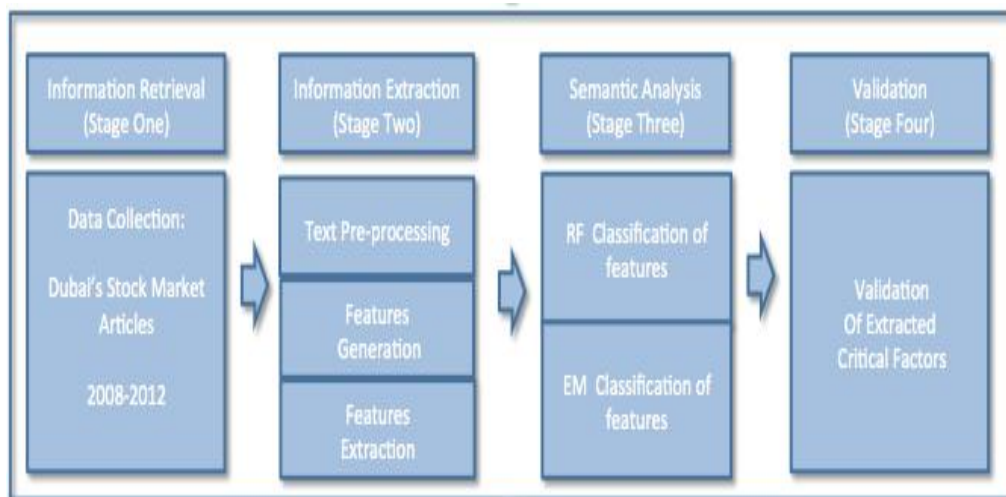 Information Retrieval
(Stage One)
Data Collection:
Dubai's Stock Market
Articles
2008-2012
Information Extraction
(Stage Two)
Text Pre-processing
Features
Generation
Features
Extraction
Semantic Analysis
(Stage Three)
RF Classification of
features
EM Classification of
features
Validation
(Stage Four)
Validation
Of Extracted
Critical Factors